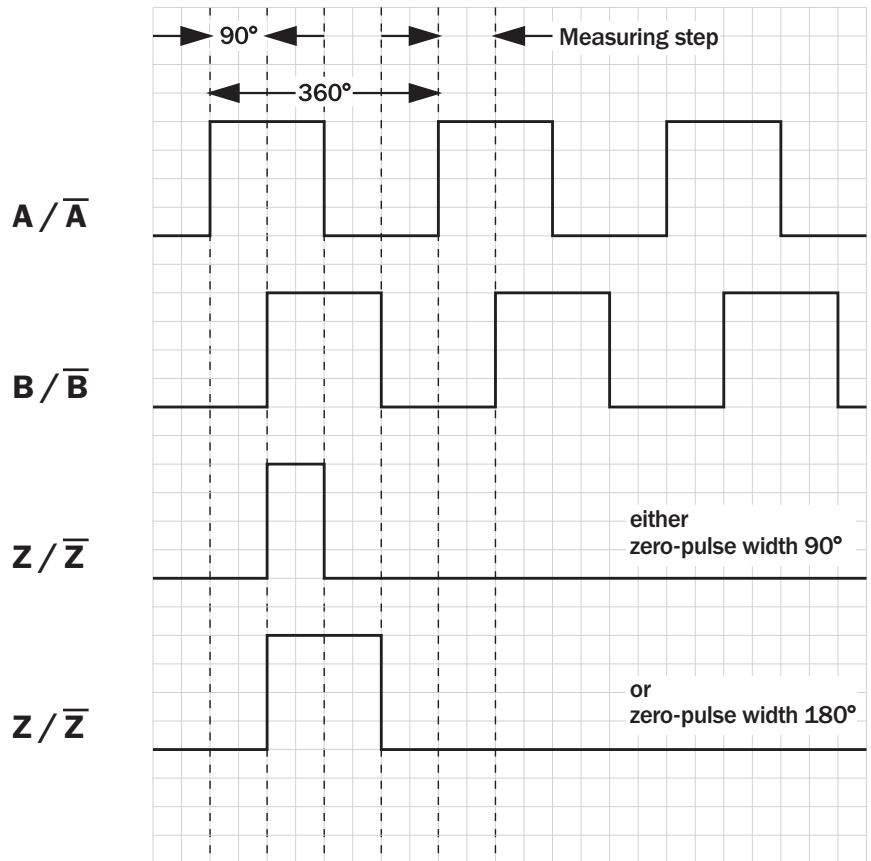 90°
Measuring step
360°
A / A̅
B / B̅
either
zero-pulse width 90°
Z / Z̅
or
zero-pulse width 180°
Z / Z̅